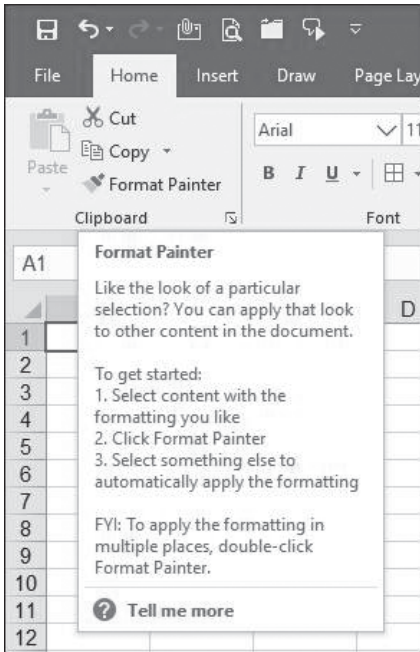 File Home Insert Draw Page Lay
Cut
Arial 11
Copy
Paste
B I U
Format Painter
Clipboard Font
A1
Format Painter
Like the look of a particular
selection? You can apply that look
to other content in the document.
D
To get started:
1. Select content with the
formatting you like
2. Click Format Painter
3. Select something else to
automatically apply the formatting
FYI: To apply the formatting in
multiple places, double-click
Format Painter.
? Tell me more
1
2
3
4
5
6
7
8
9
10
11
12